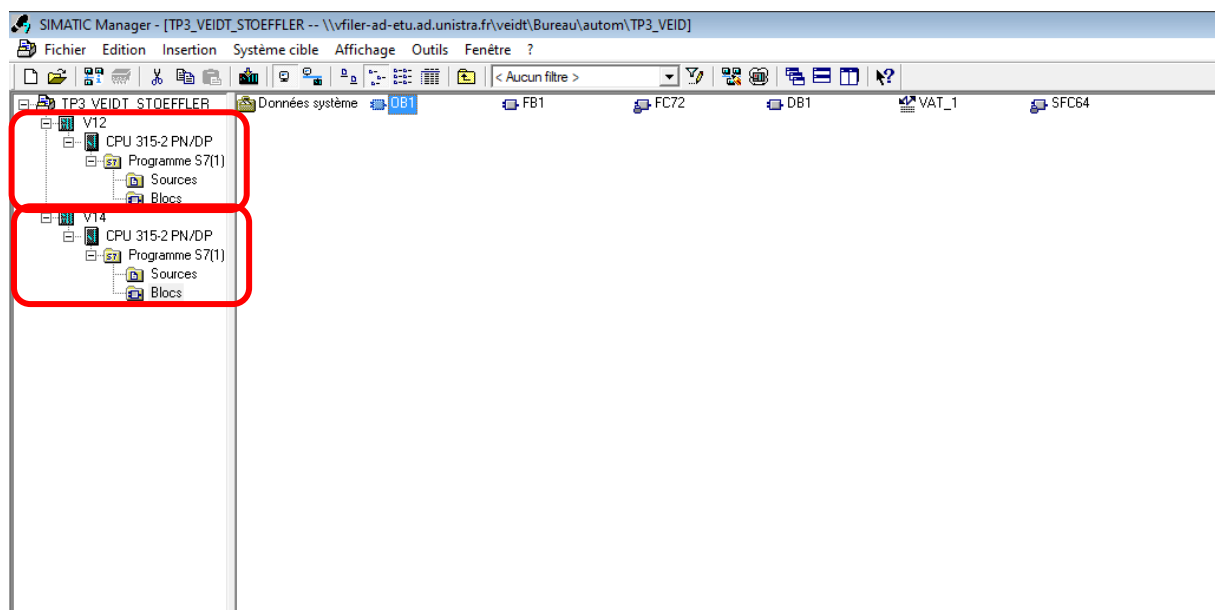 SIMATIC Manager - [TP3_VEIDT_STOEFFLER -- \\vfiler-ad-etu.ad.unistra.fr\veidt\Bureau\autom\TP3_VEID]
Fichier Edition Insertion Système cible Affichage Outils Fenêtre ?
< Aucun filtre >
TP3_VEIDT_STOEFFLER
V12
CPU 315-2 PN/DP
Programme S7(1)
Sources
Blocs
V14
CPU 315-2 PN/DP
Programme S7(1)
Sources
Blocs
Données système OB1 FB1 FC72 DB1 VAT_1 SFC64